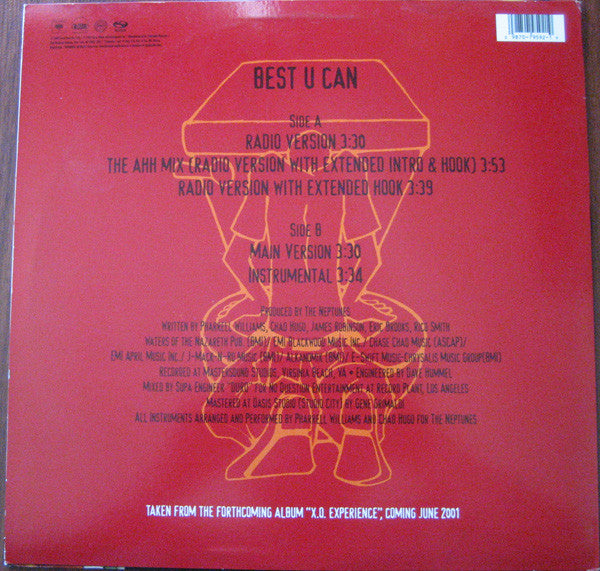 BEST U CAN
SIDE A
RADIO VERSION 3:30
THE AHH MIX (RADIO VERSION WITH EXTENDED INTRO & HOOK) 3:53
RADIO VERSION WITH EXTENDED HOOK 3:39
SIDE B
MAIN VERSION 3:30
INSTRUMENTAL 3:34
PRODUCED BY THE NEPTUNES
WRITTEN BY PHARRELL WILLIAMS, CHAD HUGO, JAMES ROBINSON, ERIC BROOKS, RICO SMITH
WATERS OF THE NAZARETH PUB. (BMI)/ EMI BLACKWOOD MUSIC INC./ CHASE CHAD MUSIC (ASCAP)/
EMI APRIL MUSIC INC./ J-MACK-N-RU MUSIC (BMI)/ ALKANOMIX (BMI)/ E-SWIFT MUSIC-CHRYSALIS MUSIC GROUP(BMI)
RECORDED AT MASTERSOUND STUDIOS, VIRGINIA BEACH, VA • ENGINEERED BY DAVE HUMMEL
MIXED BY SUPA ENGINEER "DURO" FOR NO QUESTION ENTERTAINMENT AT RECORD PLANT, LOS ANGELES
MASTERED AT OASIS STUDIO (STUDIO CITY) BY GENE GRIMALDI
ALL INSTRUMENTS ARRANGED AND PERFORMED BY PHARRELL WILLIAMS AND CHAD HUGO FOR THE NEPTUNES
TAKEN FROM THE FORTHCOMING ALBUM "X.O. EXPERIENCE", COMING JUNE 2001